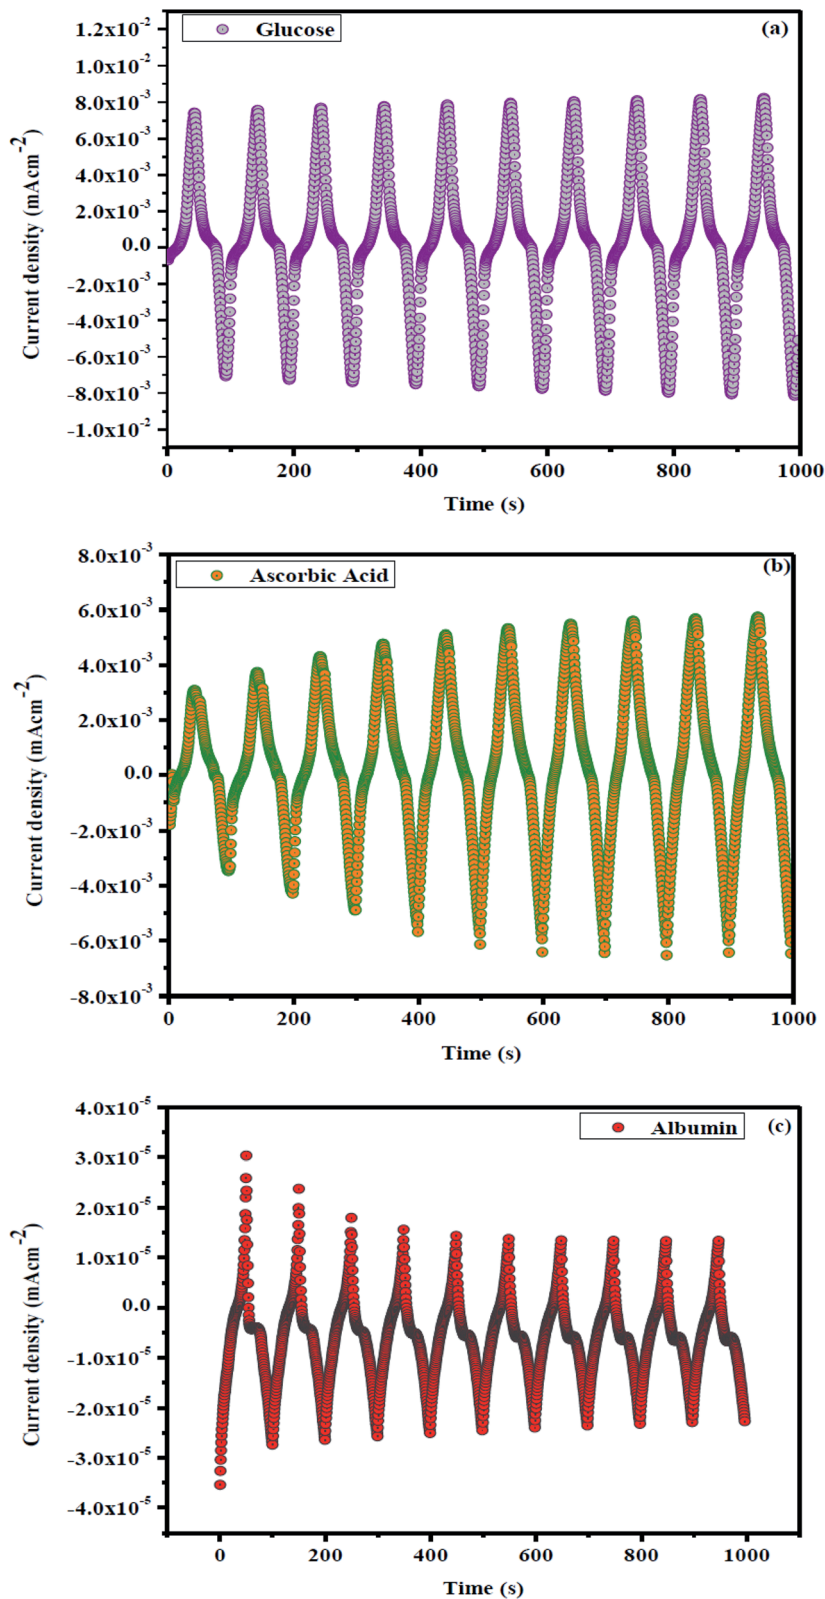 Glucose
(a)
1.2x10-2
1.0x10-2
8.0x10-3
6.0x10-3
4.0x10-3
2.0x10-3
0.0
-2.0x10-3
-4.0x10-3
-6.0x10-3
-8.0x10-3
-1.0x10-2
Current density (mAcm-2)
0 200 400 600 800 1000
Time (s)
Ascorbic Acid
(b)
8.0x10-3
6.0x10-3
4.0x10-3
2.0x10-3
0.0
-2.0x10-3
-4.0x10-3
-6.0x10-3
-8.0x10-3
Current density (mAcm-2)
0 200 400 600 800 1000
Time (s)
Albumin
(c)
4.0x10-5
3.0x10-5
2.0x10-5
1.0x10-5
0.0
-1.0x10-5
-2.0x10-5
-3.0x10-5
-4.0x10-5
Current density (mAcm-2)
0 200 400 600 800 1000
Time (s)